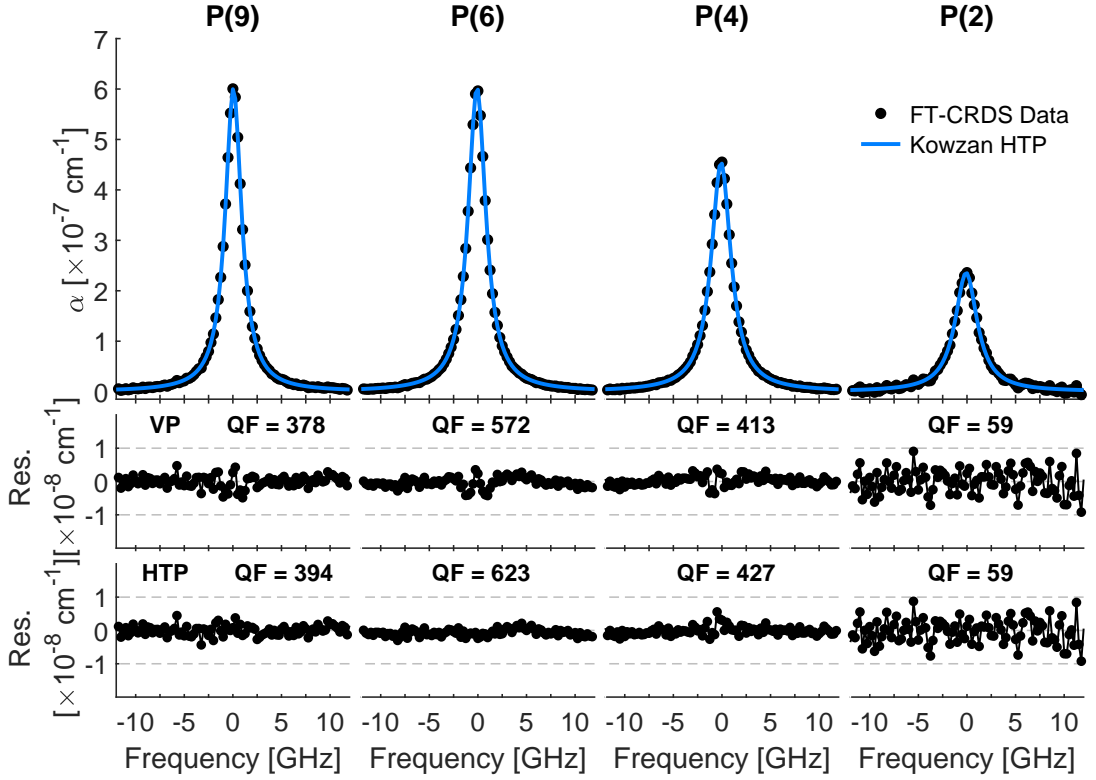 P(9) P(6) P(4) P(2)
7
6
5
4
3
2
1
0
α [×10⁻⁷ cm⁻¹]
FT-CRDS Data
Kowzan HTP
VP QF = 378 QF = 572 QF = 413 QF = 59
1
0
-1
Res.
[×10⁻⁸ cm⁻¹]
HTP QF = 394 QF = 623 QF = 427 QF = 59
1
0
-1
Res.
[×10⁻⁸ cm⁻¹]
-10 -5 0 5 10 -10 -5 0 5 10 -10 -5 0 5 10 -10 -5 0 5 10
Frequency [GHz] Frequency [GHz] Frequency [GHz] Frequency [GHz]